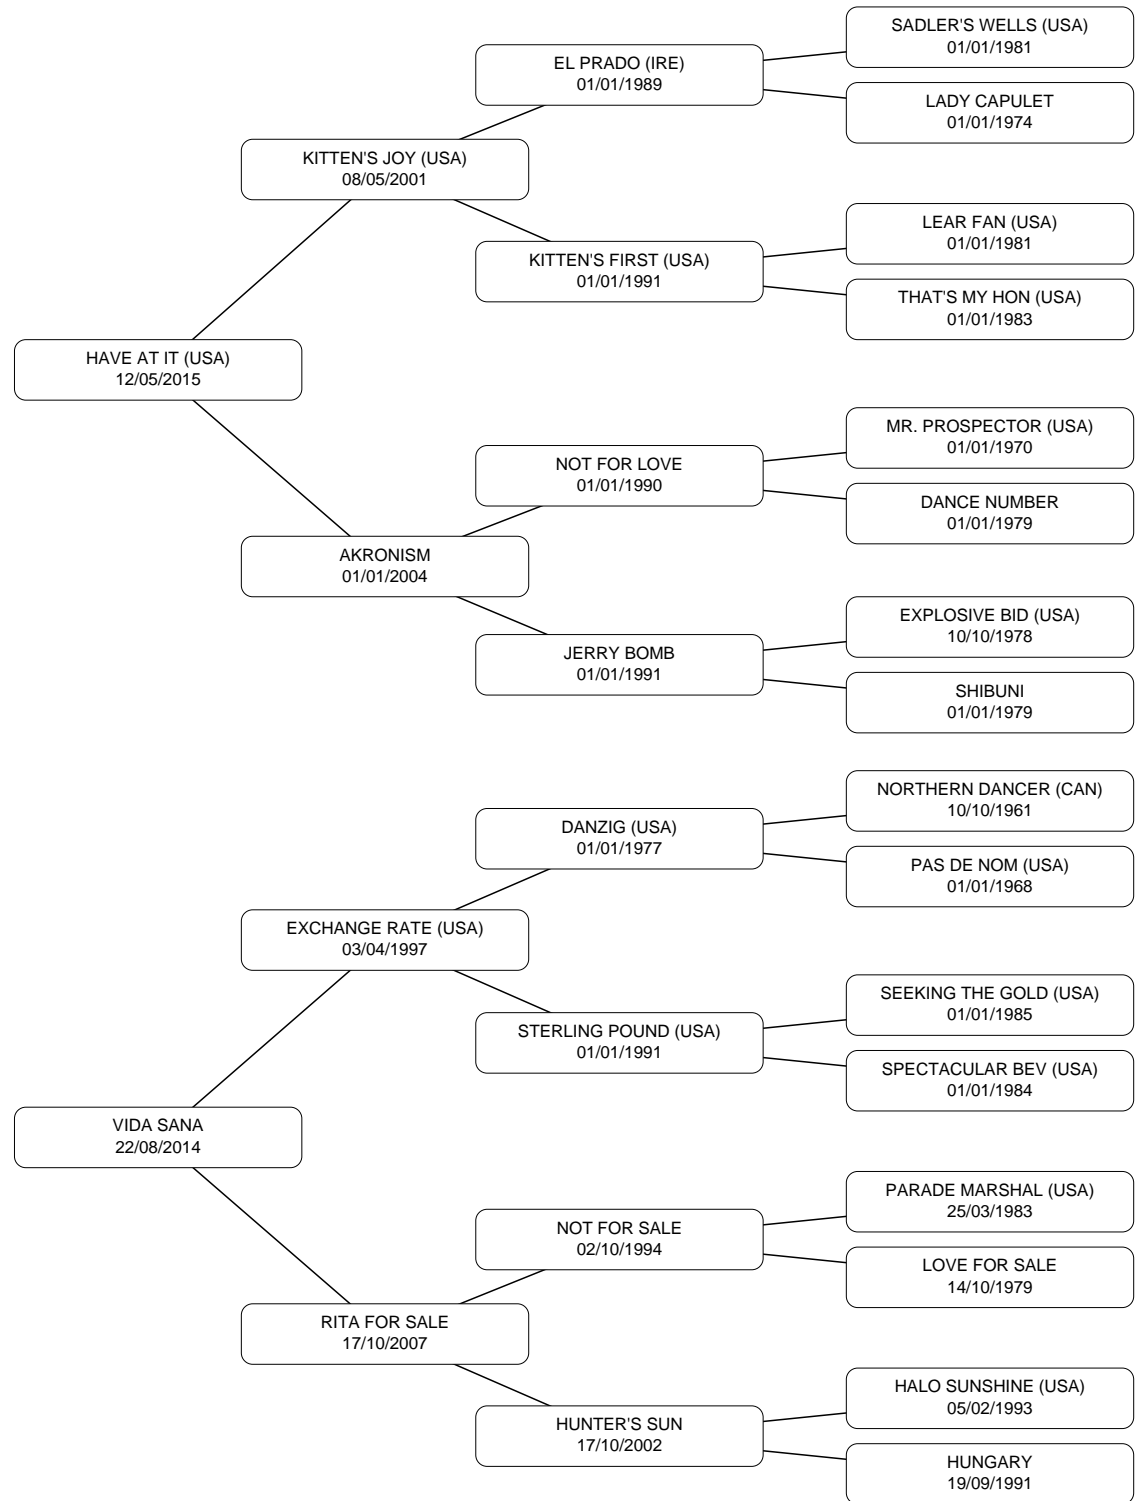 SADLER'S WELLS (USA)
01/01/1981
EL PRADO (IRE)
01/01/1989
LADY CAPULET
01/01/1974
KITTEN'S JOY (USA)
08/05/2001
LEAR FAN (USA)
01/01/1981
KITTEN'S FIRST (USA)
01/01/1991
THAT'S MY HON (USA)
01/01/1983
HAVE AT IT (USA)
12/05/2015
MR. PROSPECTOR (USA)
01/01/1970
NOT FOR LOVE
01/01/1990
DANCE NUMBER
01/01/1979
AKRONISM
01/01/2004
EXPLOSIVE BID (USA)
10/10/1978
JERRY BOMB
01/01/1991
SHIBUNI
01/01/1979
NORTHERN DANCER (CAN)
10/10/1961
DANZIG (USA)
01/01/1977
PAS DE NOM (USA)
01/01/1968
EXCHANGE RATE (USA)
03/04/1997
SEEKING THE GOLD (USA)
01/01/1985
STERLING POUND (USA)
01/01/1991
SPECTACULAR BEV (USA)
01/01/1984
VIDA SANA
22/08/2014
PARADE MARSHAL (USA)
25/03/1983
NOT FOR SALE
02/10/1994
LOVE FOR SALE
14/10/1979
RITA FOR SALE
17/10/2007
HALO SUNSHINE (USA)
05/02/1993
HUNTER'S SUN
17/10/2002
HUNGARY
19/09/1991